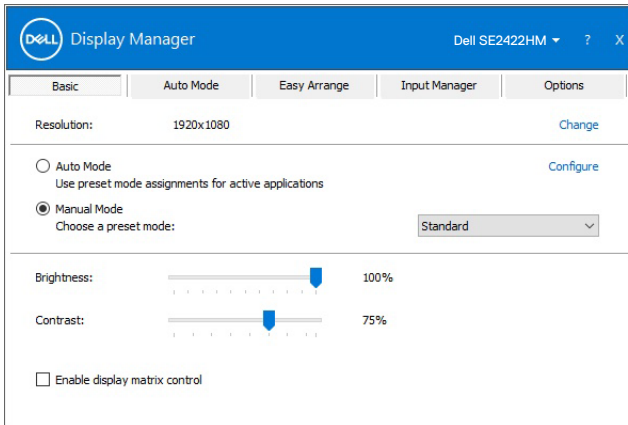 DELL Display Manager Dell SE2422HM ? X
Basic Auto Mode Easy Arrange Input Manager Options
Resolution: 1920x1080 Change
Auto Mode Configure
Use preset mode assignments for active applications
Manual Mode
Choose a preset mode: Standard
Brightness: 100%
Contrast: 75%
Enable display matrix control